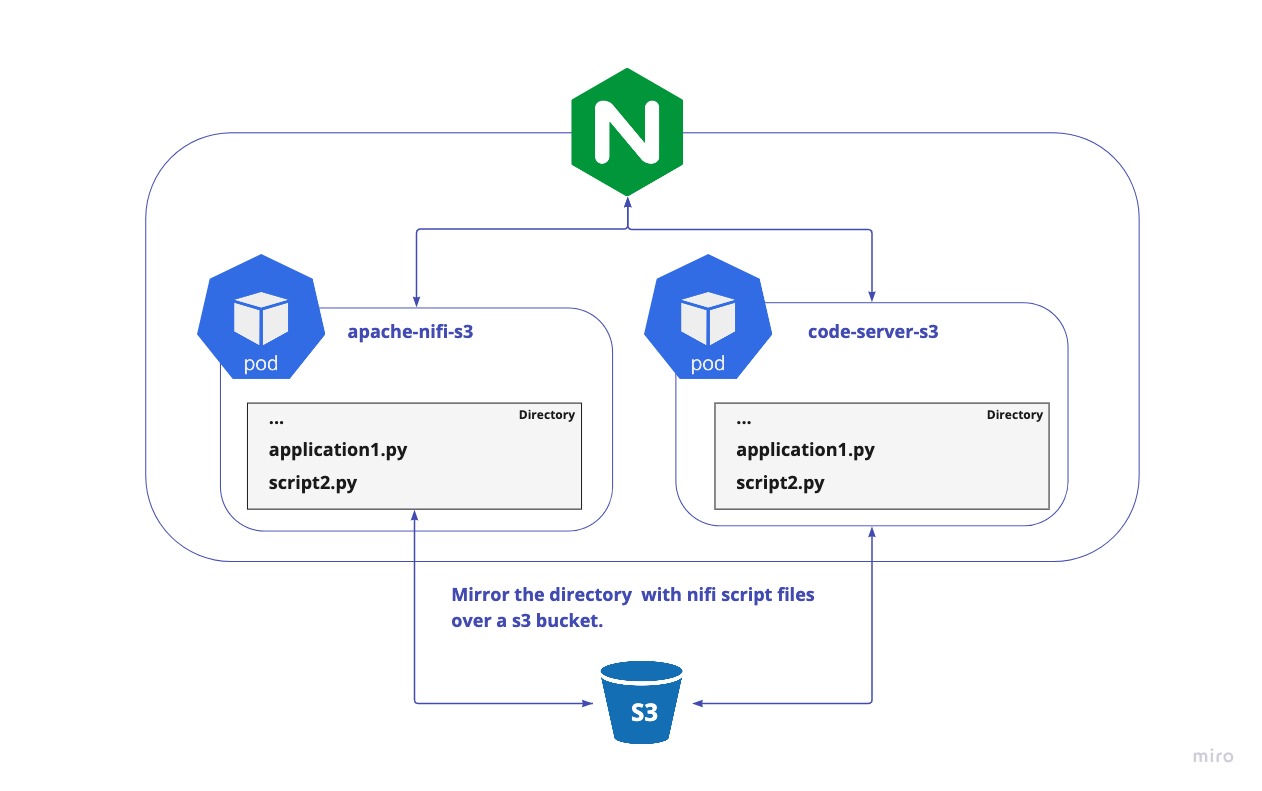 N
pod
apache-nifi-s3
pod
code-server-s3
... Directory
application1.py
script2.py
... Directory
application1.py
script2.py
Mirror the directory with nifi script files
over a s3 bucket.
S3
miro